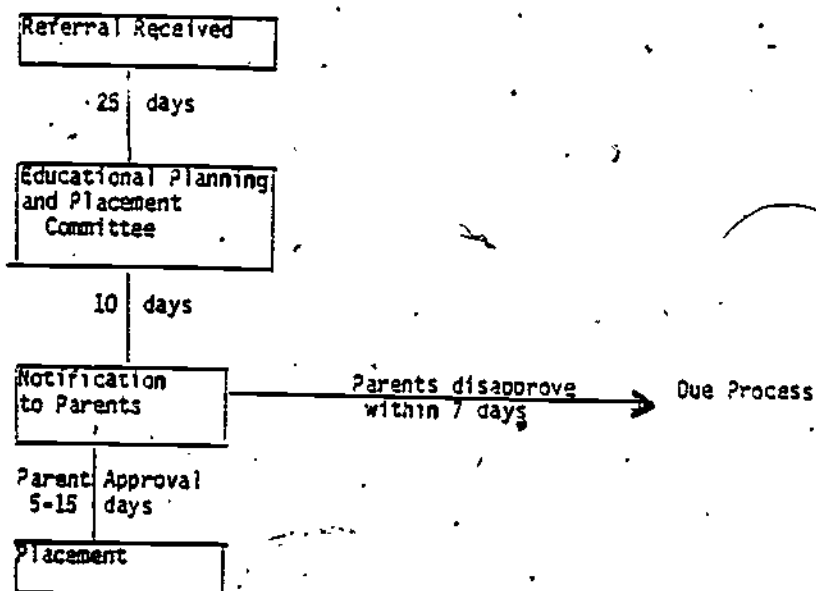 Referral Received
25 days
Educational Planning
and Placement
Committee
10 days
Notification
to Parents
Parents disapprove
within 7 days
Due Process
Parent Approval
5-15 days
Placement